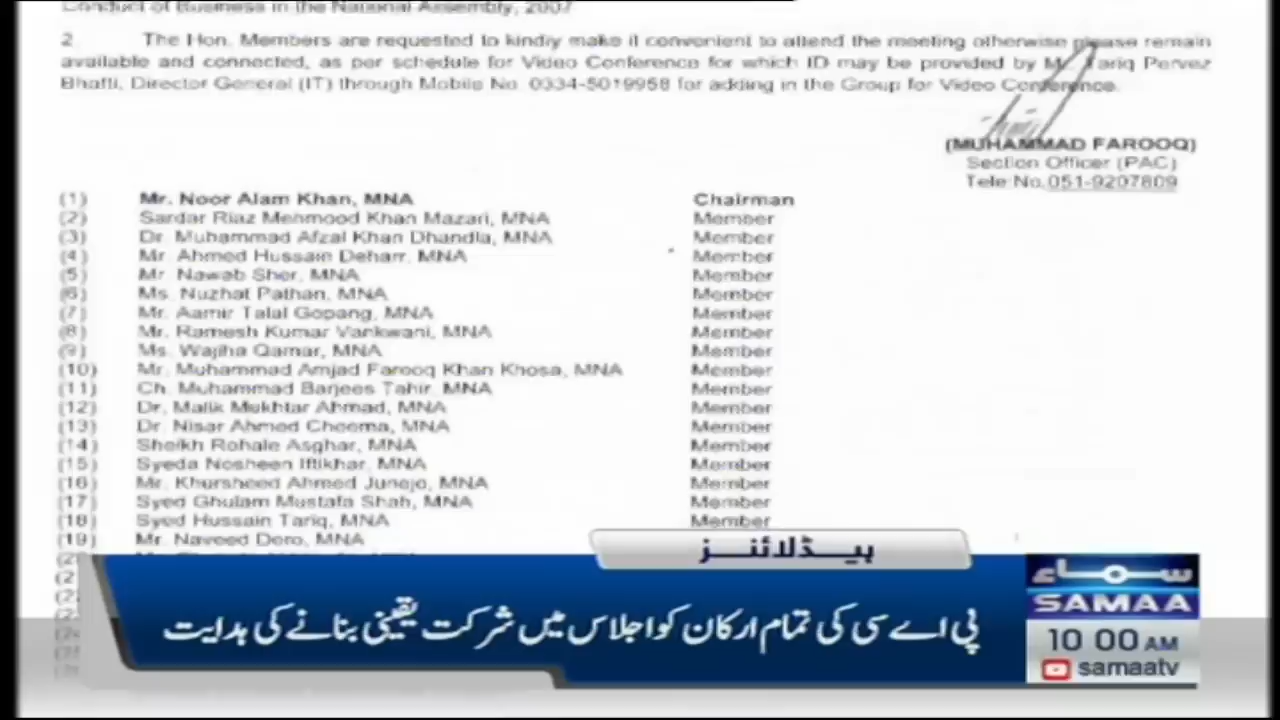 Conduct of Business in the National Assembly, 2007
2 The Hon. Members are requested to kindly make it convenient to attend the meeting otherwise please remain
available and connected, as per schedule for Video Conference for which ID may be provided by Mr. Tariq Pervez
Bhatti, Director General (IT) through Mobile No. 0334-5019958 for adding in the Group for Video Conference.
(MUHAMMAD FAROOQ)
Section Officer (PAC)
Tele No. 051-9207809
(1) Mr. Noor Alam Khan, MNA Chairman
(2) Sardar Riaz Mehmood Khan Mazari, MNA Member
(3) Dr. Muhammad Afzal Khan Dhandla, MNA Member
(4) Mr. Ahmed Hussain Deharr, MNA Member
(5) Mr. Nawab Sher, MNA Member
(6) Ms. Nuzhat Pathan, MNA Member
(7) Mr. Aamir Talal Gopang, MNA Member
(8) Mr. Ramesh Kumar Vankwani, MNA Member
(9) Ms. Wajiha Qamar, MNA Member
(10) Mr. Muhammad Amjad Farooq Khan Khosa, MNA Member
(11) Ch. Muhammad Barjees Tahir, MNA Member
(12) Dr. Malik Mukhtar Ahmad, MNA Member
(13) Dr. Nisar Ahmed Cheema, MNA Member
(14) Sheikh Rohale Asghar, MNA Member
(15) Syeda Nosheen Iftikhar, MNA Member
(16) Mr. Khursheed Ahmed Junejo, MNA Member
(17) Syed Ghulam Mustafa Shah, MNA Member
(18) Syed Hussain Tariq, MNA Member
(19) Mr. Naveed Dero, MNA
ہیڈلائنز
پی اے سی کی تمام ارکان کو اجلاس میں شرکت یقینی بنانے کی ہدایت
سماء
SAMAA
10 00 AM
samaatv